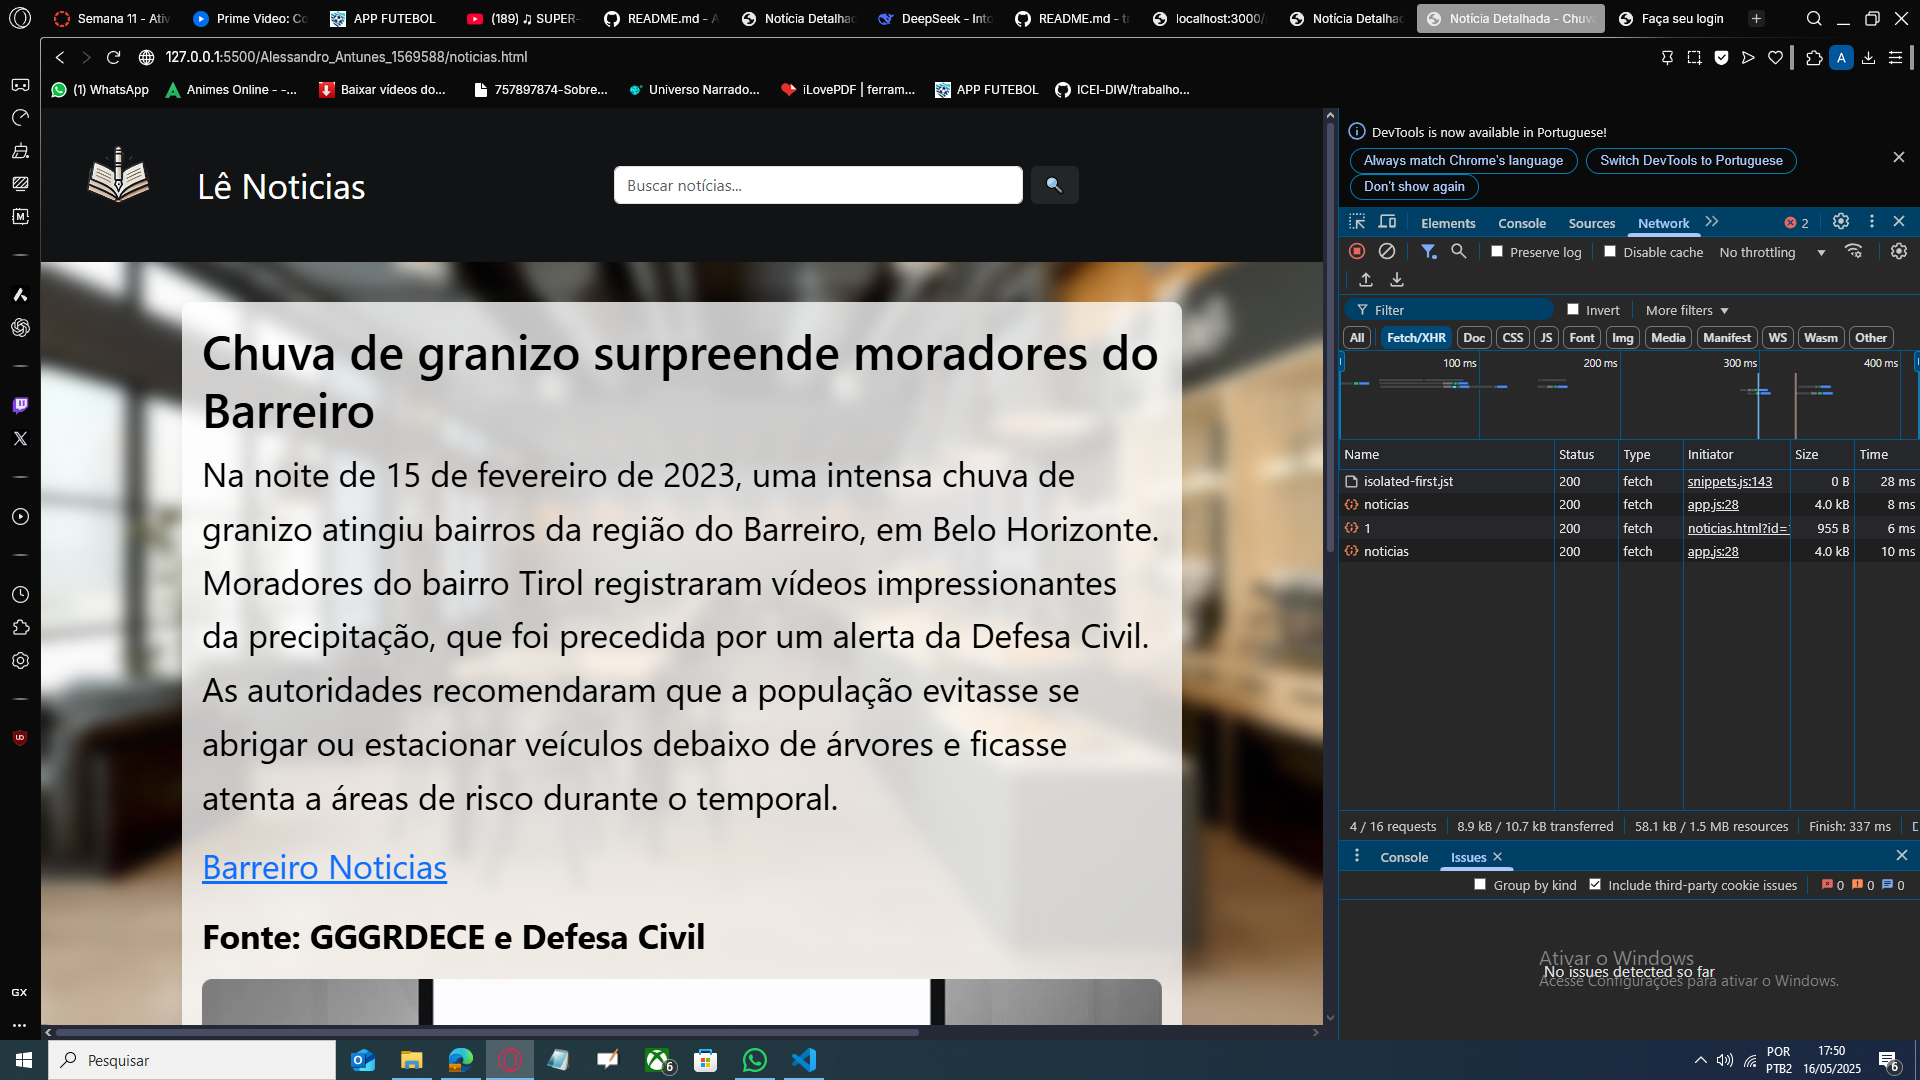 Semana 11 - Ativ
Prime Video: Co
APP FUTEBOL
(189) ♫ SUPER-
README.md - A
Notícia Detalhad
DeepSeek - Into
README.md - tr
localhost:3000/
Notícia Detalhad
Notícia Detalhada - Chuva
Faça seu login
127.0.0.1:5500/Alessandro_Antunes_1569588/noticias.html
A
(1) WhatsApp
Animes Online - -...
Baixar vídeos do...
757897874-Sobre...
Universo Narrado...
iLovePDF | ferram...
APP FUTEBOL
ICEI-DIW/trabalho...
Lê Noticias
Buscar notícias...
Chuva de granizo surpreende moradores do
Barreiro
Na noite de 15 de fevereiro de 2023, uma intensa chuva de
granizo atingiu bairros da região do Barreiro, em Belo Horizonte.
Moradores do bairro Tirol registraram vídeos impressionantes
da precipitação, que foi precedida por um alerta da Defesa Civil.
As autoridades recomendaram que a população evitasse se
abrigar ou estacionar veículos debaixo de árvores e ficasse
atenta a áreas de risco durante o temporal.
Barreiro Noticias
Fonte: GGGRDECE e Defesa Civil
DevTools is now available in Portuguese!
Always match Chrome's language
Switch DevTools to Portuguese
Don't show again
Elements Console Sources Network 2
Preserve log Disable cache No throttling
Filter Invert More filters
All Fetch/XHR Doc CSS JS Font Img Media Manifest WS Wasm Other
100 ms 200 ms 300 ms 400 ms
Name Status Type Initiator Size Time
isolated-first.jst 200 fetch snippets.js:143 0 B 28 ms
noticias 200 fetch app.js:28 4.0 kB 8 ms
1 200 fetch noticias.html?id=1 955 B 6 ms
noticias 200 fetch app.js:28 4.0 kB 10 ms
4 / 16 requests 8.9 kB / 10.7 kB transferred 58.1 kB / 1.5 MB resources Finish: 337 ms
Console Issues
Group by kind Include third-party cookie issues 0 0 0
Ativar o Windows
No issues detected so far
Acesse Configurações para ativar o Windows.
GX
Pesquisar
6
POR
PTB2
17:50
16/05/2025
6